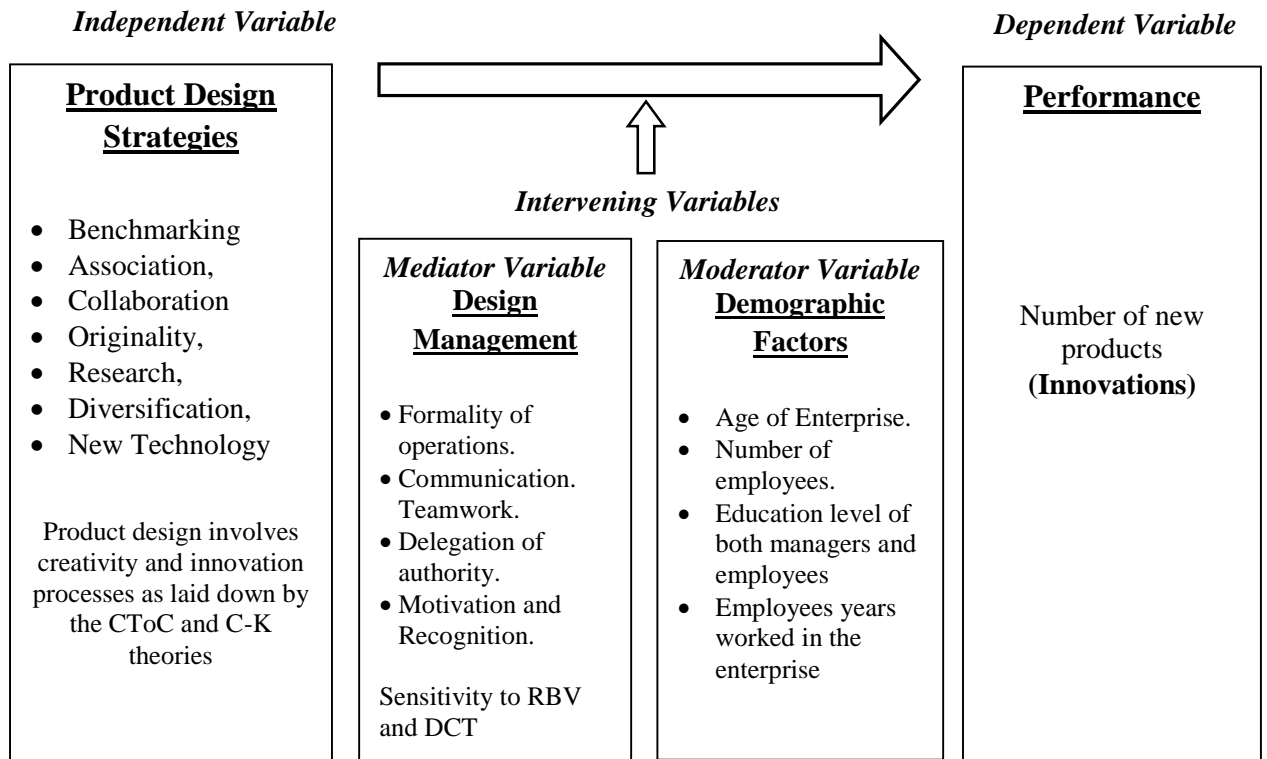 Independent Variable
Dependent Variable
Product Design
Strategies
• Benchmarking
• Association,
• Collaboration
• Originality,
• Research,
• Diversification,
• New Technology
Product design involves
creativity and innovation
processes as laid down by
the CToC and C-K
theories
Intervening Variables
Mediator Variable
Design
Management
• Formality of
operations.
• Communication.
Teamwork.
• Delegation of
authority.
• Motivation and
Recognition.
Sensitivity to RBV
and DCT
Moderator Variable
Demographic
Factors
• Age of Enterprise.
• Number of
employees.
• Education level of
both managers and
employees
• Employees years
worked in the
enterprise
Performance
Number of new
products
(Innovations)